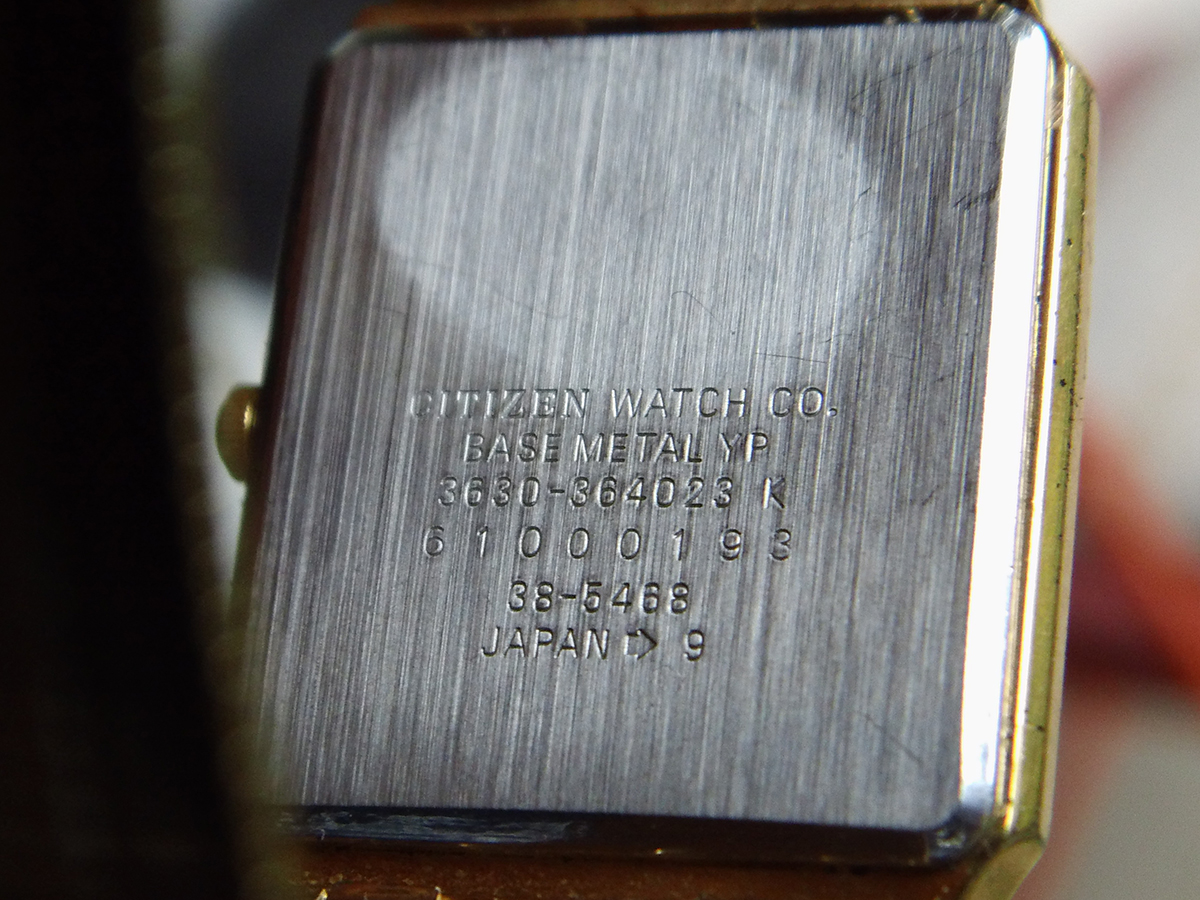 CITIZEN WATCH CO.
BASE METAL YP
3630-364023 K
61000193
38-5468
JAPAN ⇨ 9